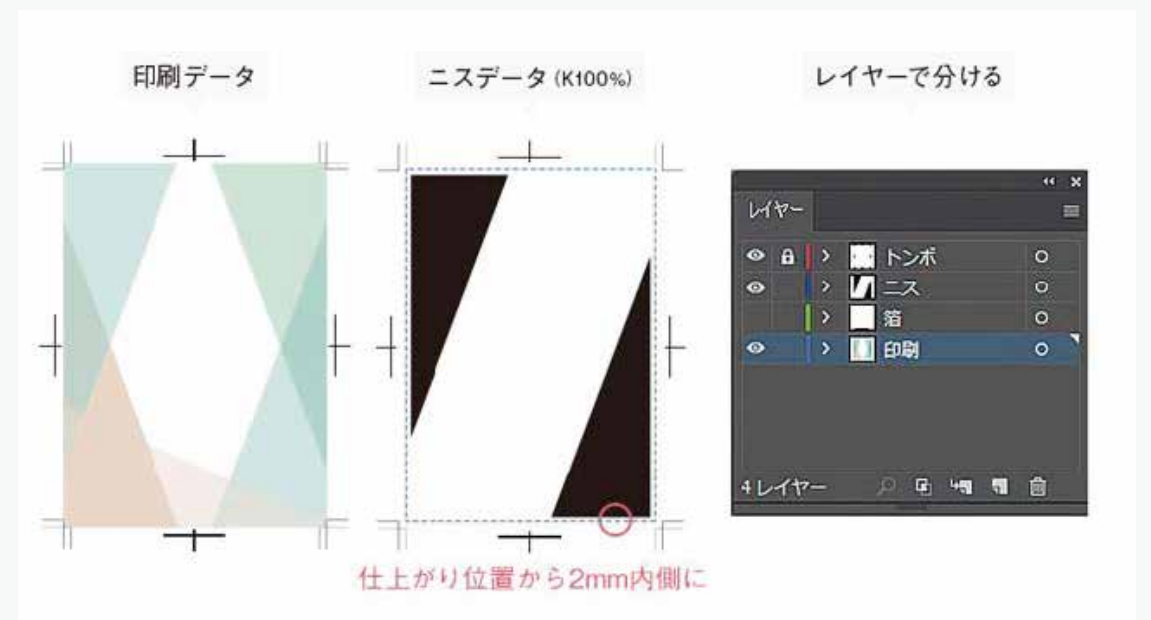 印刷データ
ニスデータ (K100%)
レイヤーで分ける
レイヤー
トンボ
ニス
箔
印刷
4 レイヤー
仕上がり位置から2mm内側に